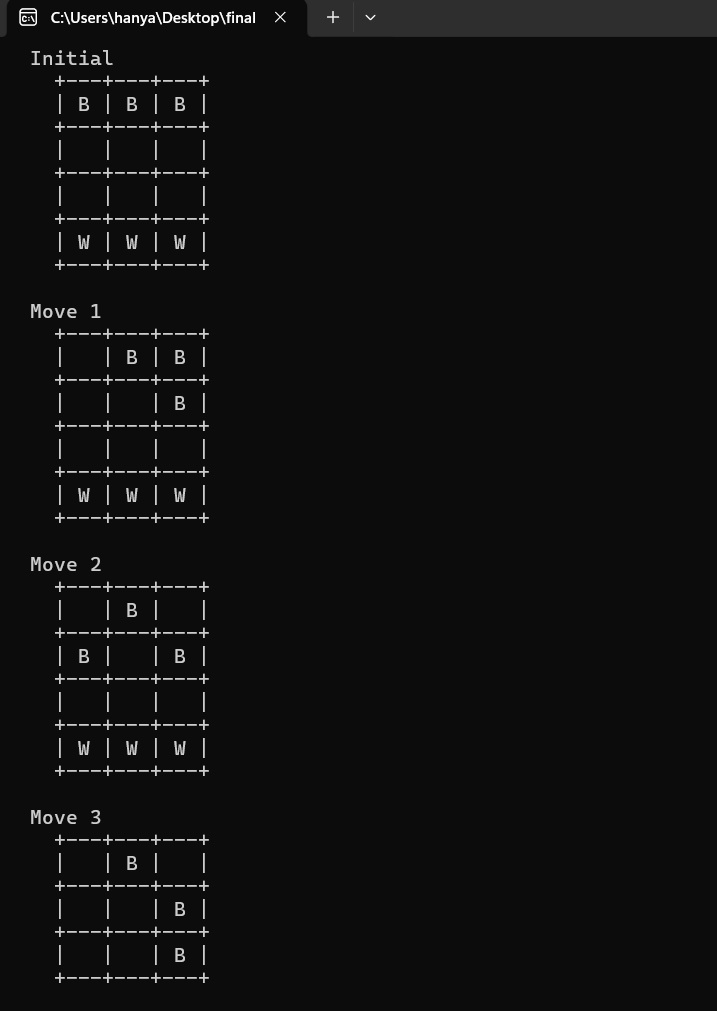 C:\Users\hanya\Desktop\final
Initial
+---+---+---+
| B | B | B |
+---+---+---+
|   |   |   |
+---+---+---+
|   |   |   |
+---+---+---+
| W | W | W |
+---+---+---+
Move 1
+---+---+---+
|   | B | B |
+---+---+---+
|   |   | B |
+---+---+---+
|   |   |   |
+---+---+---+
| W | W | W |
+---+---+---+
Move 2
+---+---+---+
|   | B |   |
+---+---+---+
| B |   | B |
+---+---+---+
|   |   |   |
+---+---+---+
| W | W | W |
+---+---+---+
Move 3
+---+---+---+
|   | B |   |
+---+---+---+
|   |   | B |
+---+---+---+
|   |   | B |
+---+---+---+